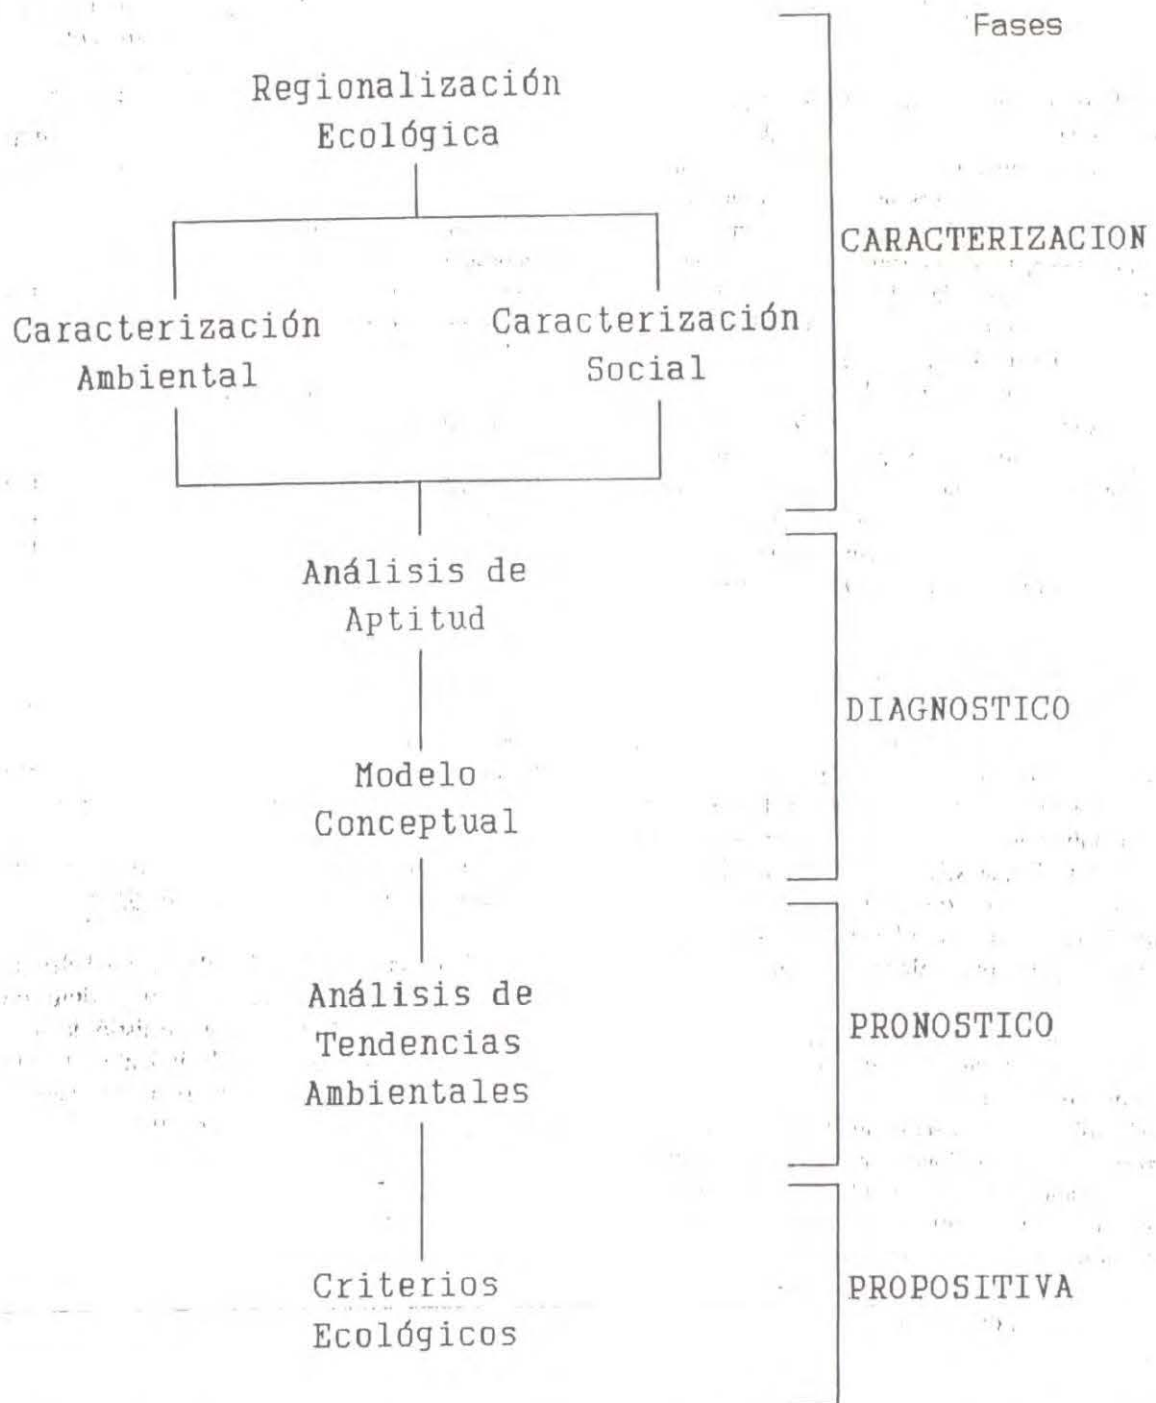 Fases
Regionalización
Ecológica
CARACTERIZACION
Caracterización
Ambiental
Caracterización
Social
Análisis de
Aptitud
DIAGNOSTICO
Modelo
Conceptual
Análisis de
Tendencias
Ambientales
PRONOSTICO
Criterios
Ecológicos
PROPOSITIVA